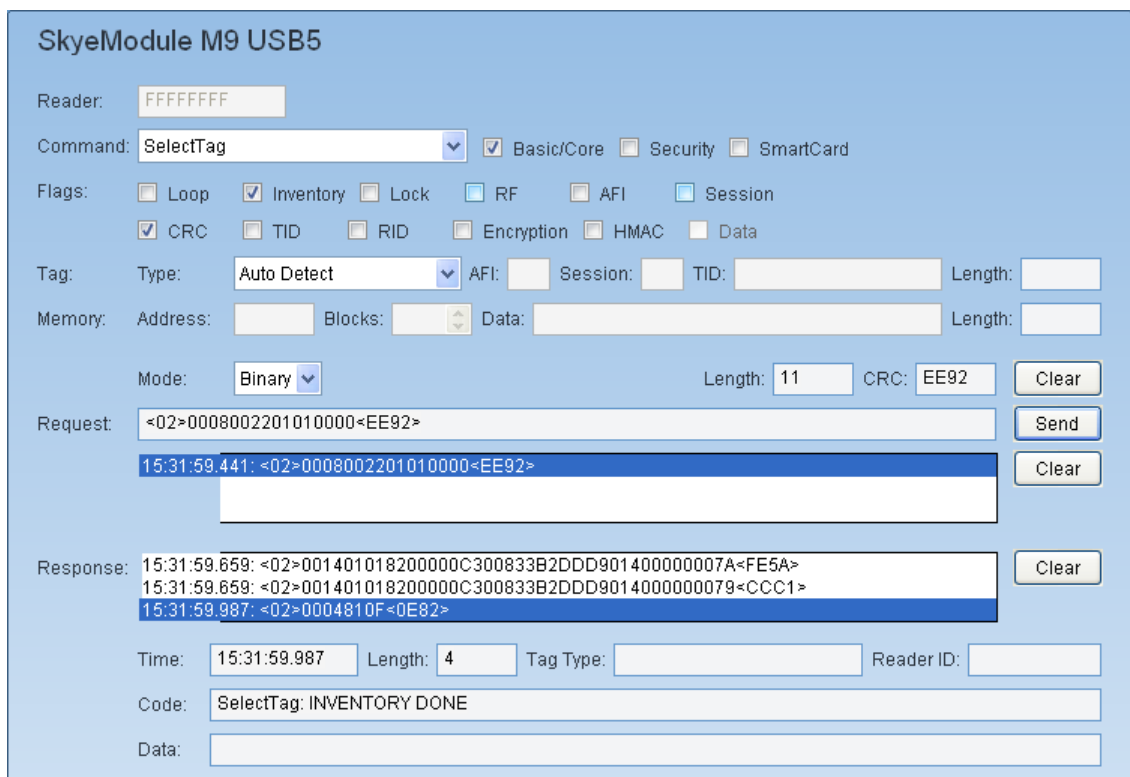 SkyeModule M9 USB5
Reader: FFFFFFFF
Command: SelectTag Basic/Core Security SmartCard
Flags: Loop Inventory Lock RF AFI Session
CRC TID RID Encryption HMAC Data
Tag: Type: Auto Detect AFI: Session: TID: Length:
Memory: Address: Blocks: Data: Length:
Mode: Binary Length: 11 CRC: EE92 Clear
Request: <02>0008002201010000<EE92> Send
15:31:59.441: <02>0008002201010000<EE92> Clear
Response: 15:31:59.659: <02>001401018200000C300833B2DDD901400000007A<FE5A> Clear
15:31:59.659: <02>001401018200000C300833B2DDD9014000000079<CCC1>
15:31:59.987: <02>0004810F<0E82>
Time: 15:31:59.987 Length: 4 Tag Type: Reader ID:
Code: SelectTag: INVENTORY DONE
Data: